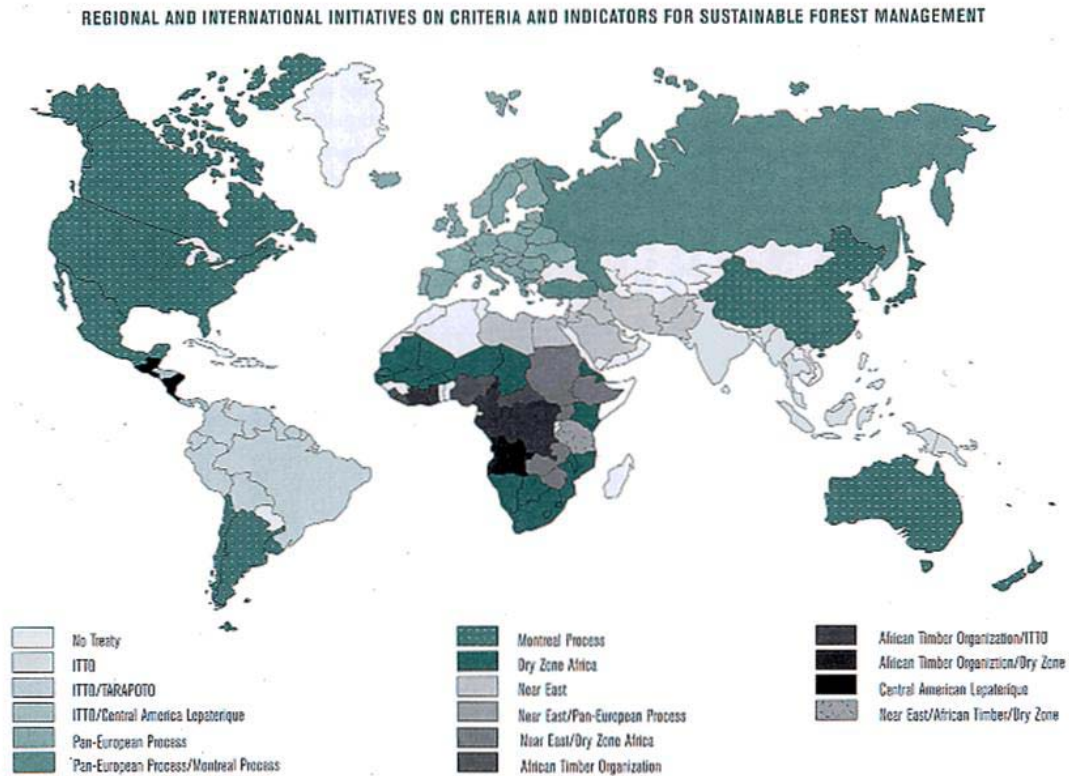 REGIONAL AND INTERNATIONAL INITIATIVES ON CRITERIA AND INDICATORS FOR SUSTAINABLE FOREST MANAGEMENT
No Treaty
ITTO
ITTO/TARAPOTO
ITTO/Central America Lepaterique
Pan-European Process
Pan-European Process/Montreal Process
Montreal Process
Dry Zone Africa
Near East
Near East/Pan-European Process
Near East/Dry Zone Africa
African Timber Organization
African Timber Organization/ITTO
African Timber Organiztion/Dry Zone
Central American Lepaterique
Near East/African Timber/Dry Zone